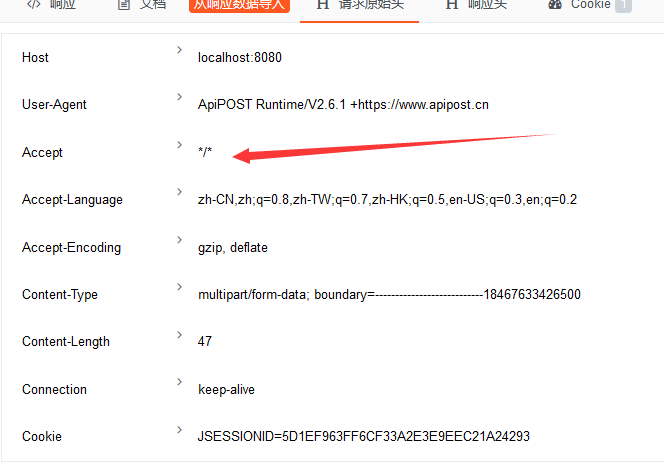 </> 响应 文档 从响应数据导入 H 请求原始头 H 响应头 Cookie 1
Host > localhost:8080
User-Agent > ApiPOST Runtime/V2.6.1 +https://www.apipost.cn
Accept > */*
Accept-Language > zh-CN,zh;q=0.8,zh-TW;q=0.7,zh-HK;q=0.5,en-US;q=0.3,en;q=0.2
Accept-Encoding > gzip, deflate
Content-Type > multipart/form-data; boundary=---------------------------18467633426500
Content-Length > 47
Connection > keep-alive
Cookie > JSESSIONID=5D1EF963FF6CF33A2E3E9EEC21A24293